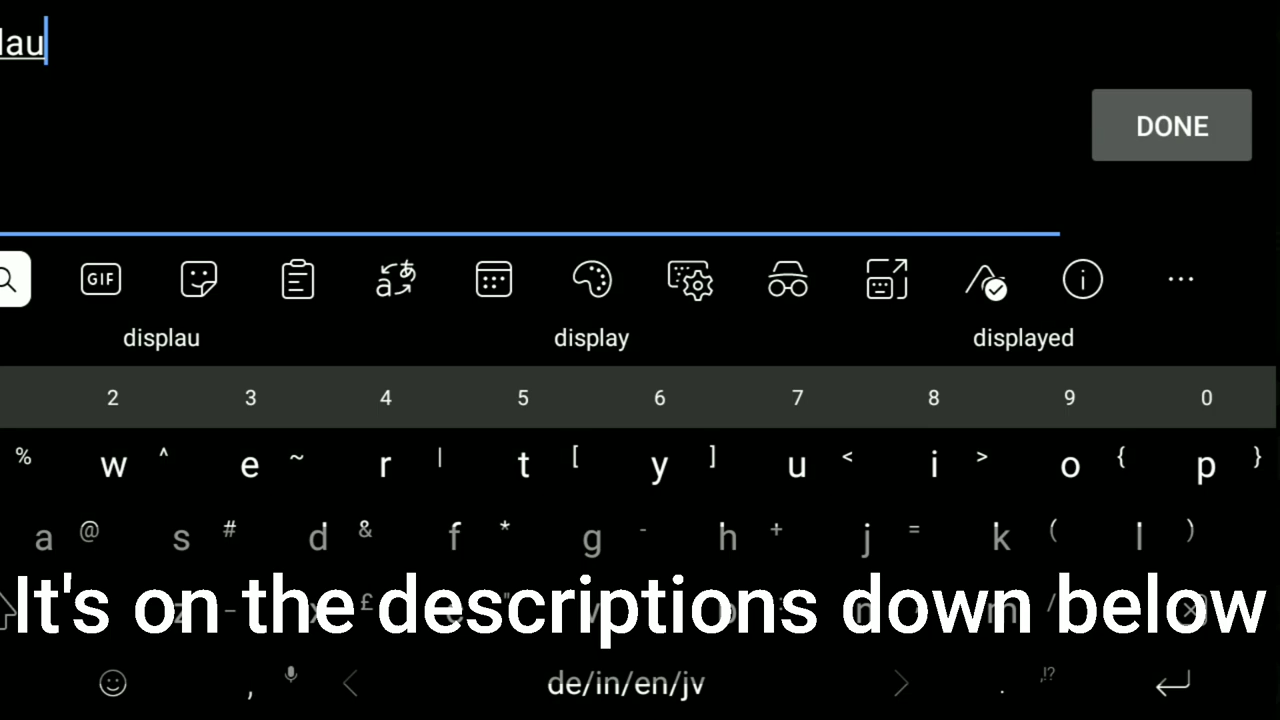 lau
DONE
GIF
displau display displayed
2 3 4 5 6 7 8 9 0
% w ^ e ~ r | t [ y ] u < i > o { p }
a @ s # d & f * g - h + j = k ( l )
It's on the descriptions down below
, de/in/en/jv . ,!?